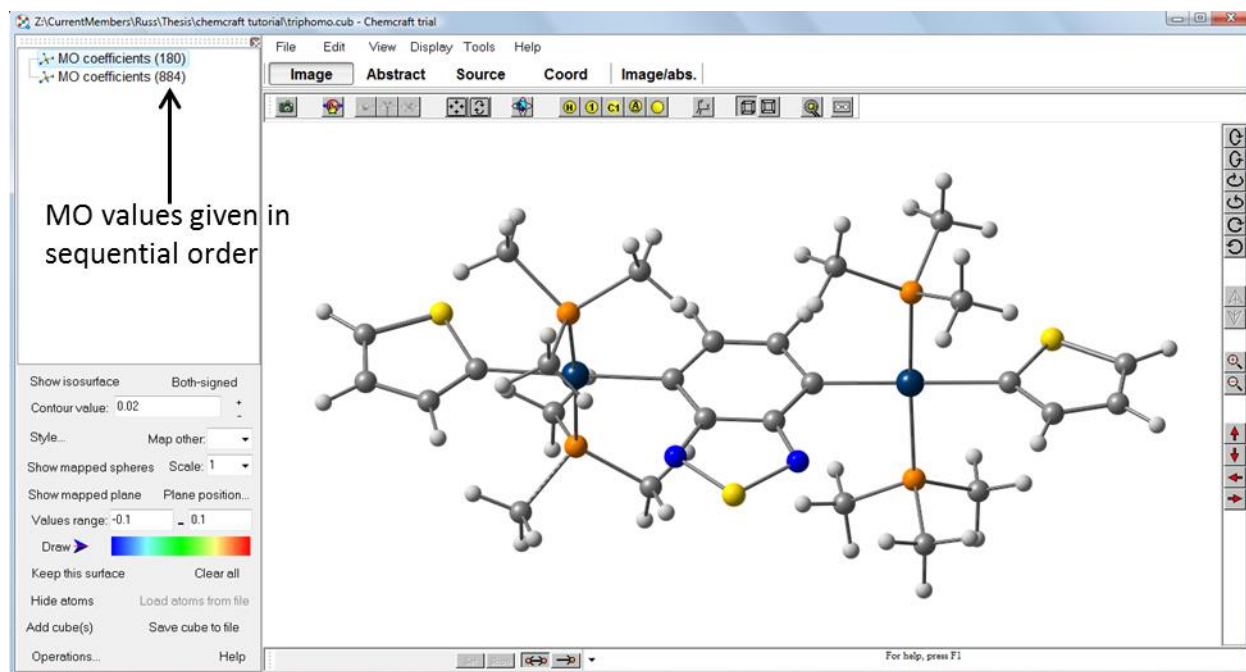 Z:\CurrentMembers\Russ\Thesis\chemcraft tutorial\triphomo.cub - Chemcraft trial
MO coefficients (180)
MO coefficients (884)
MO values given in
sequential order
File Edit View Display Tools Help
Image Abstract Source Coord Image/abs.
H 1 C1 A
Show isosurface Both-signed
Contour value: 0.02 + -
Style... Map other:
Show mapped spheres Scale: 1
Show mapped plane Plane position...
Values range: -0.1 - 0.1
Draw
Keep this surface Clear all
Hide atoms Load atoms from file
Add cube(s) Save cube to file
Operations... Help
For help, press F1